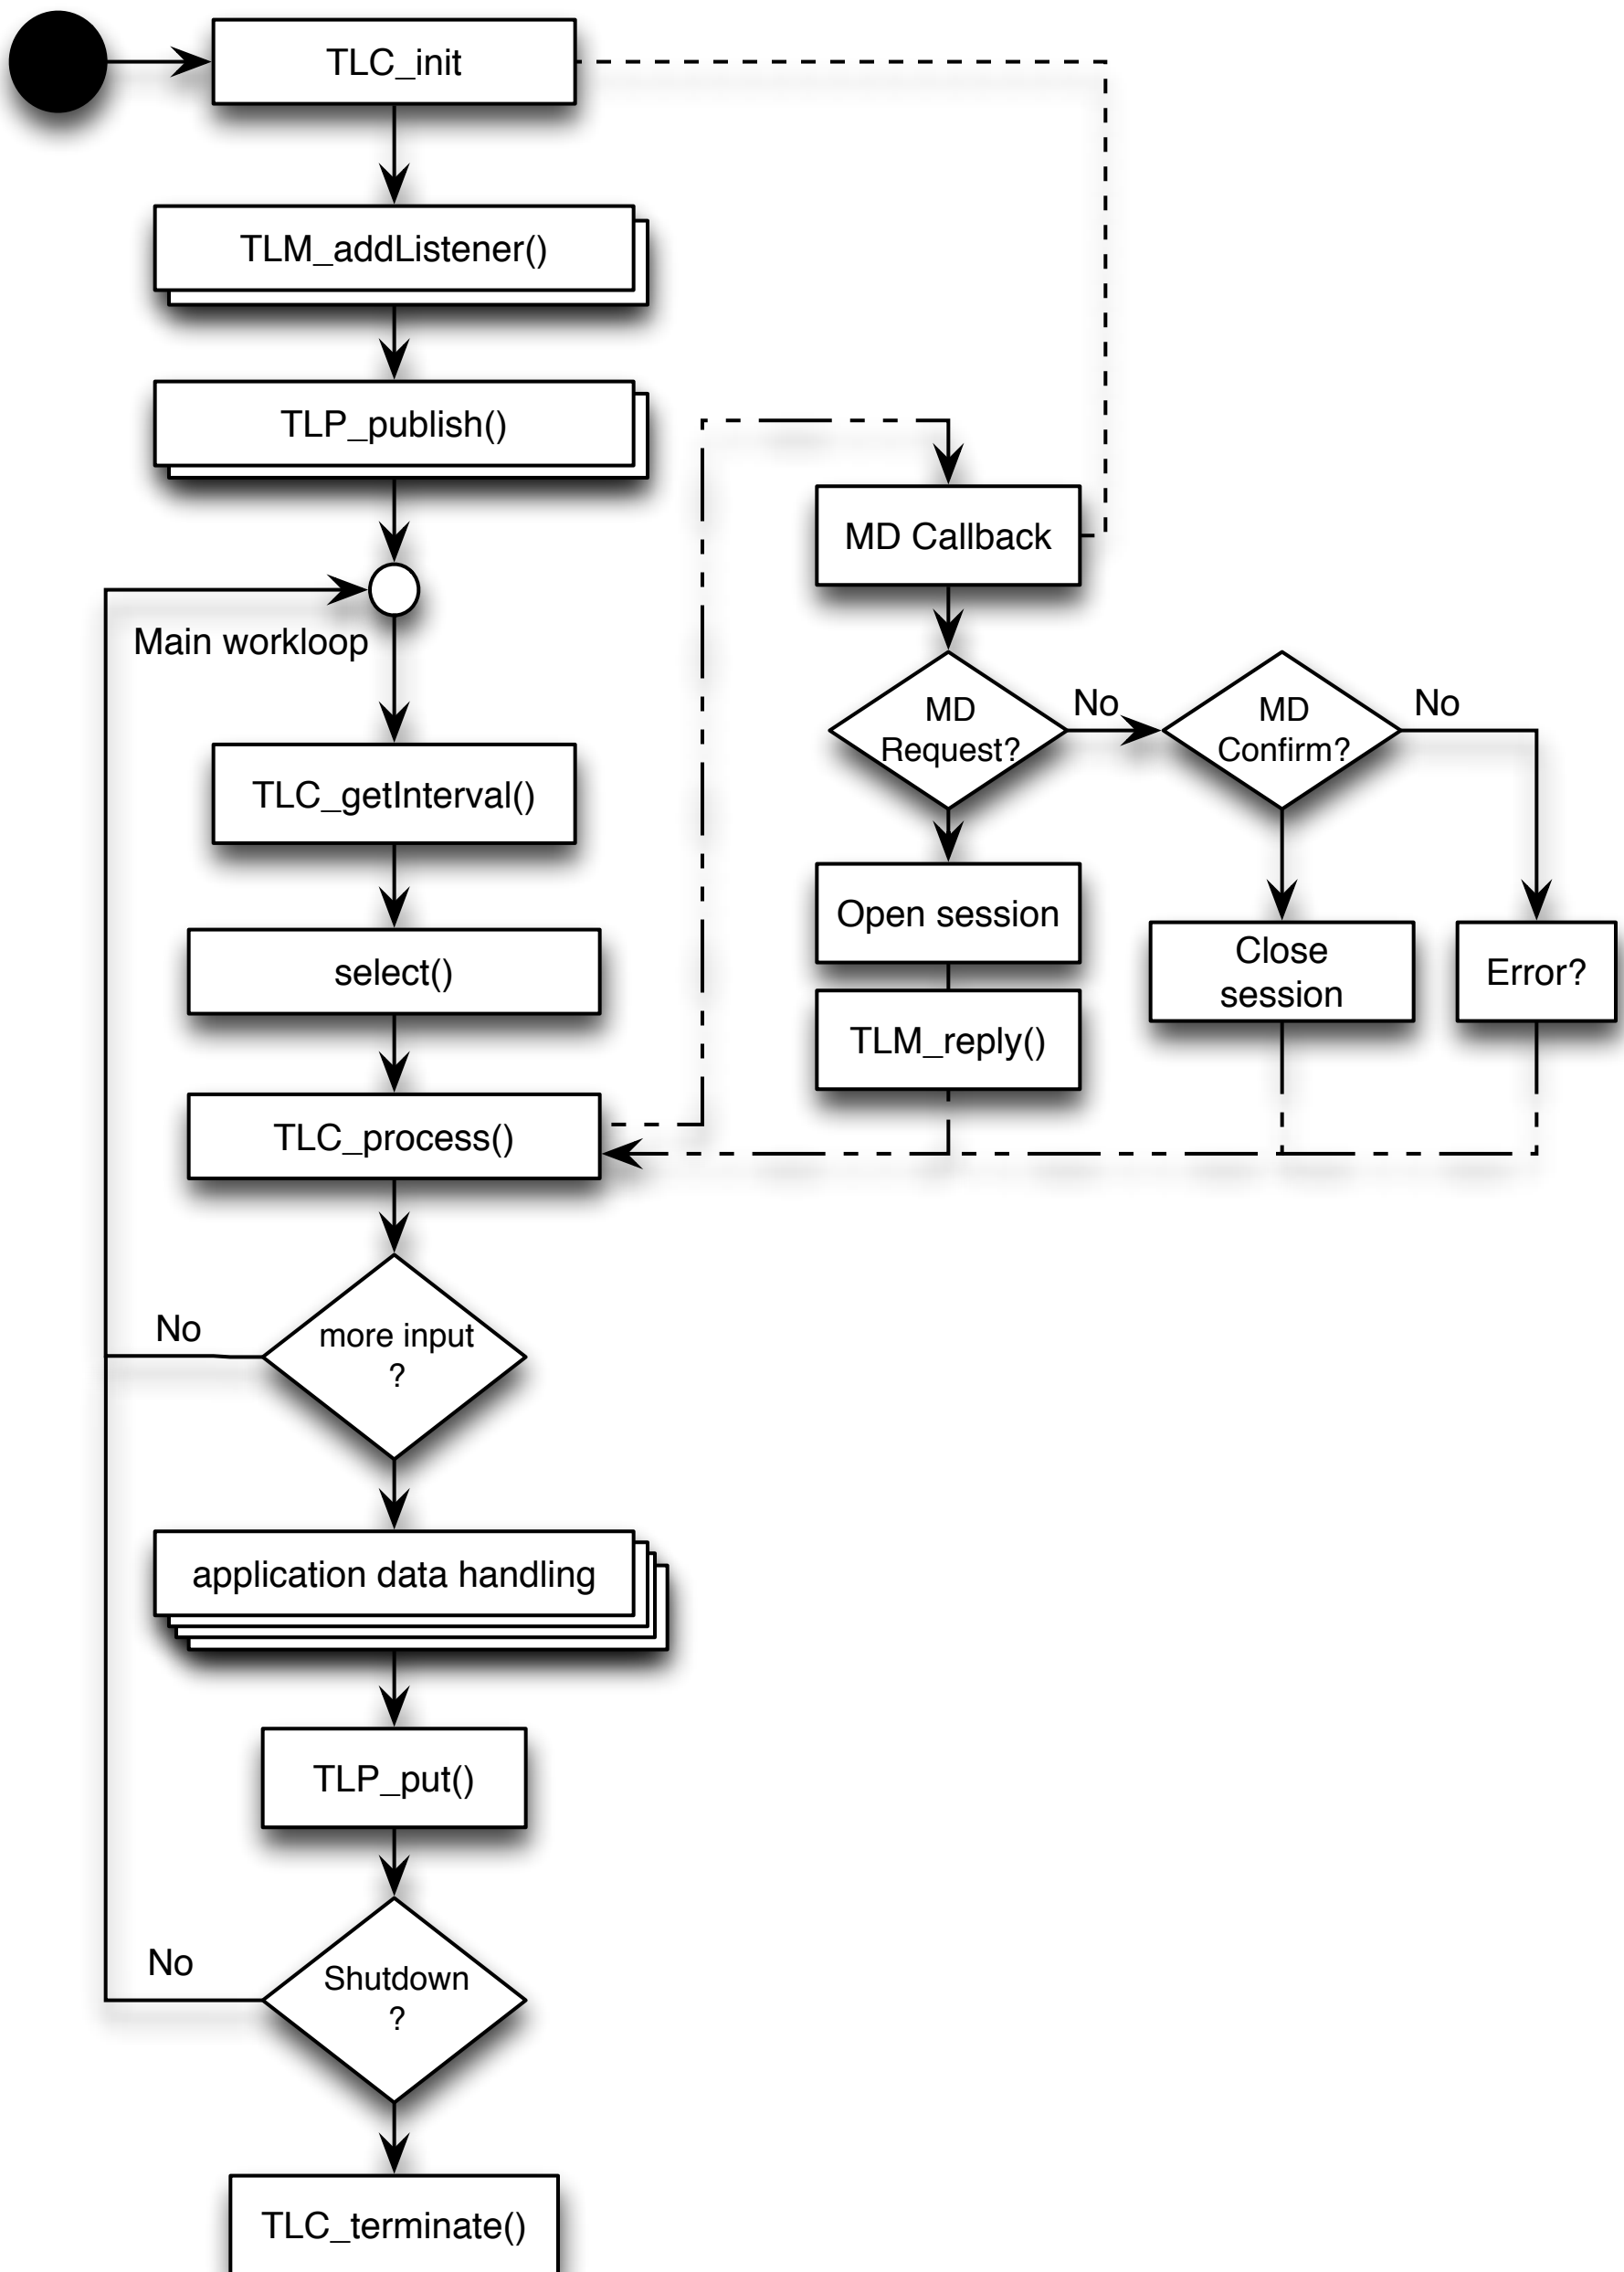 TLC_init
TLM_addListener()
TLP_publish()
MD Callback
Main workloop
MD
Request?
No
MD
Confirm?
No
TLC_getInterval()
Open session
Close
session
Error?
select()
TLM_reply()
TLC_process()
No
more input
?
application data handling
TLP_put()
No
Shutdown
?
TLC_terminate()